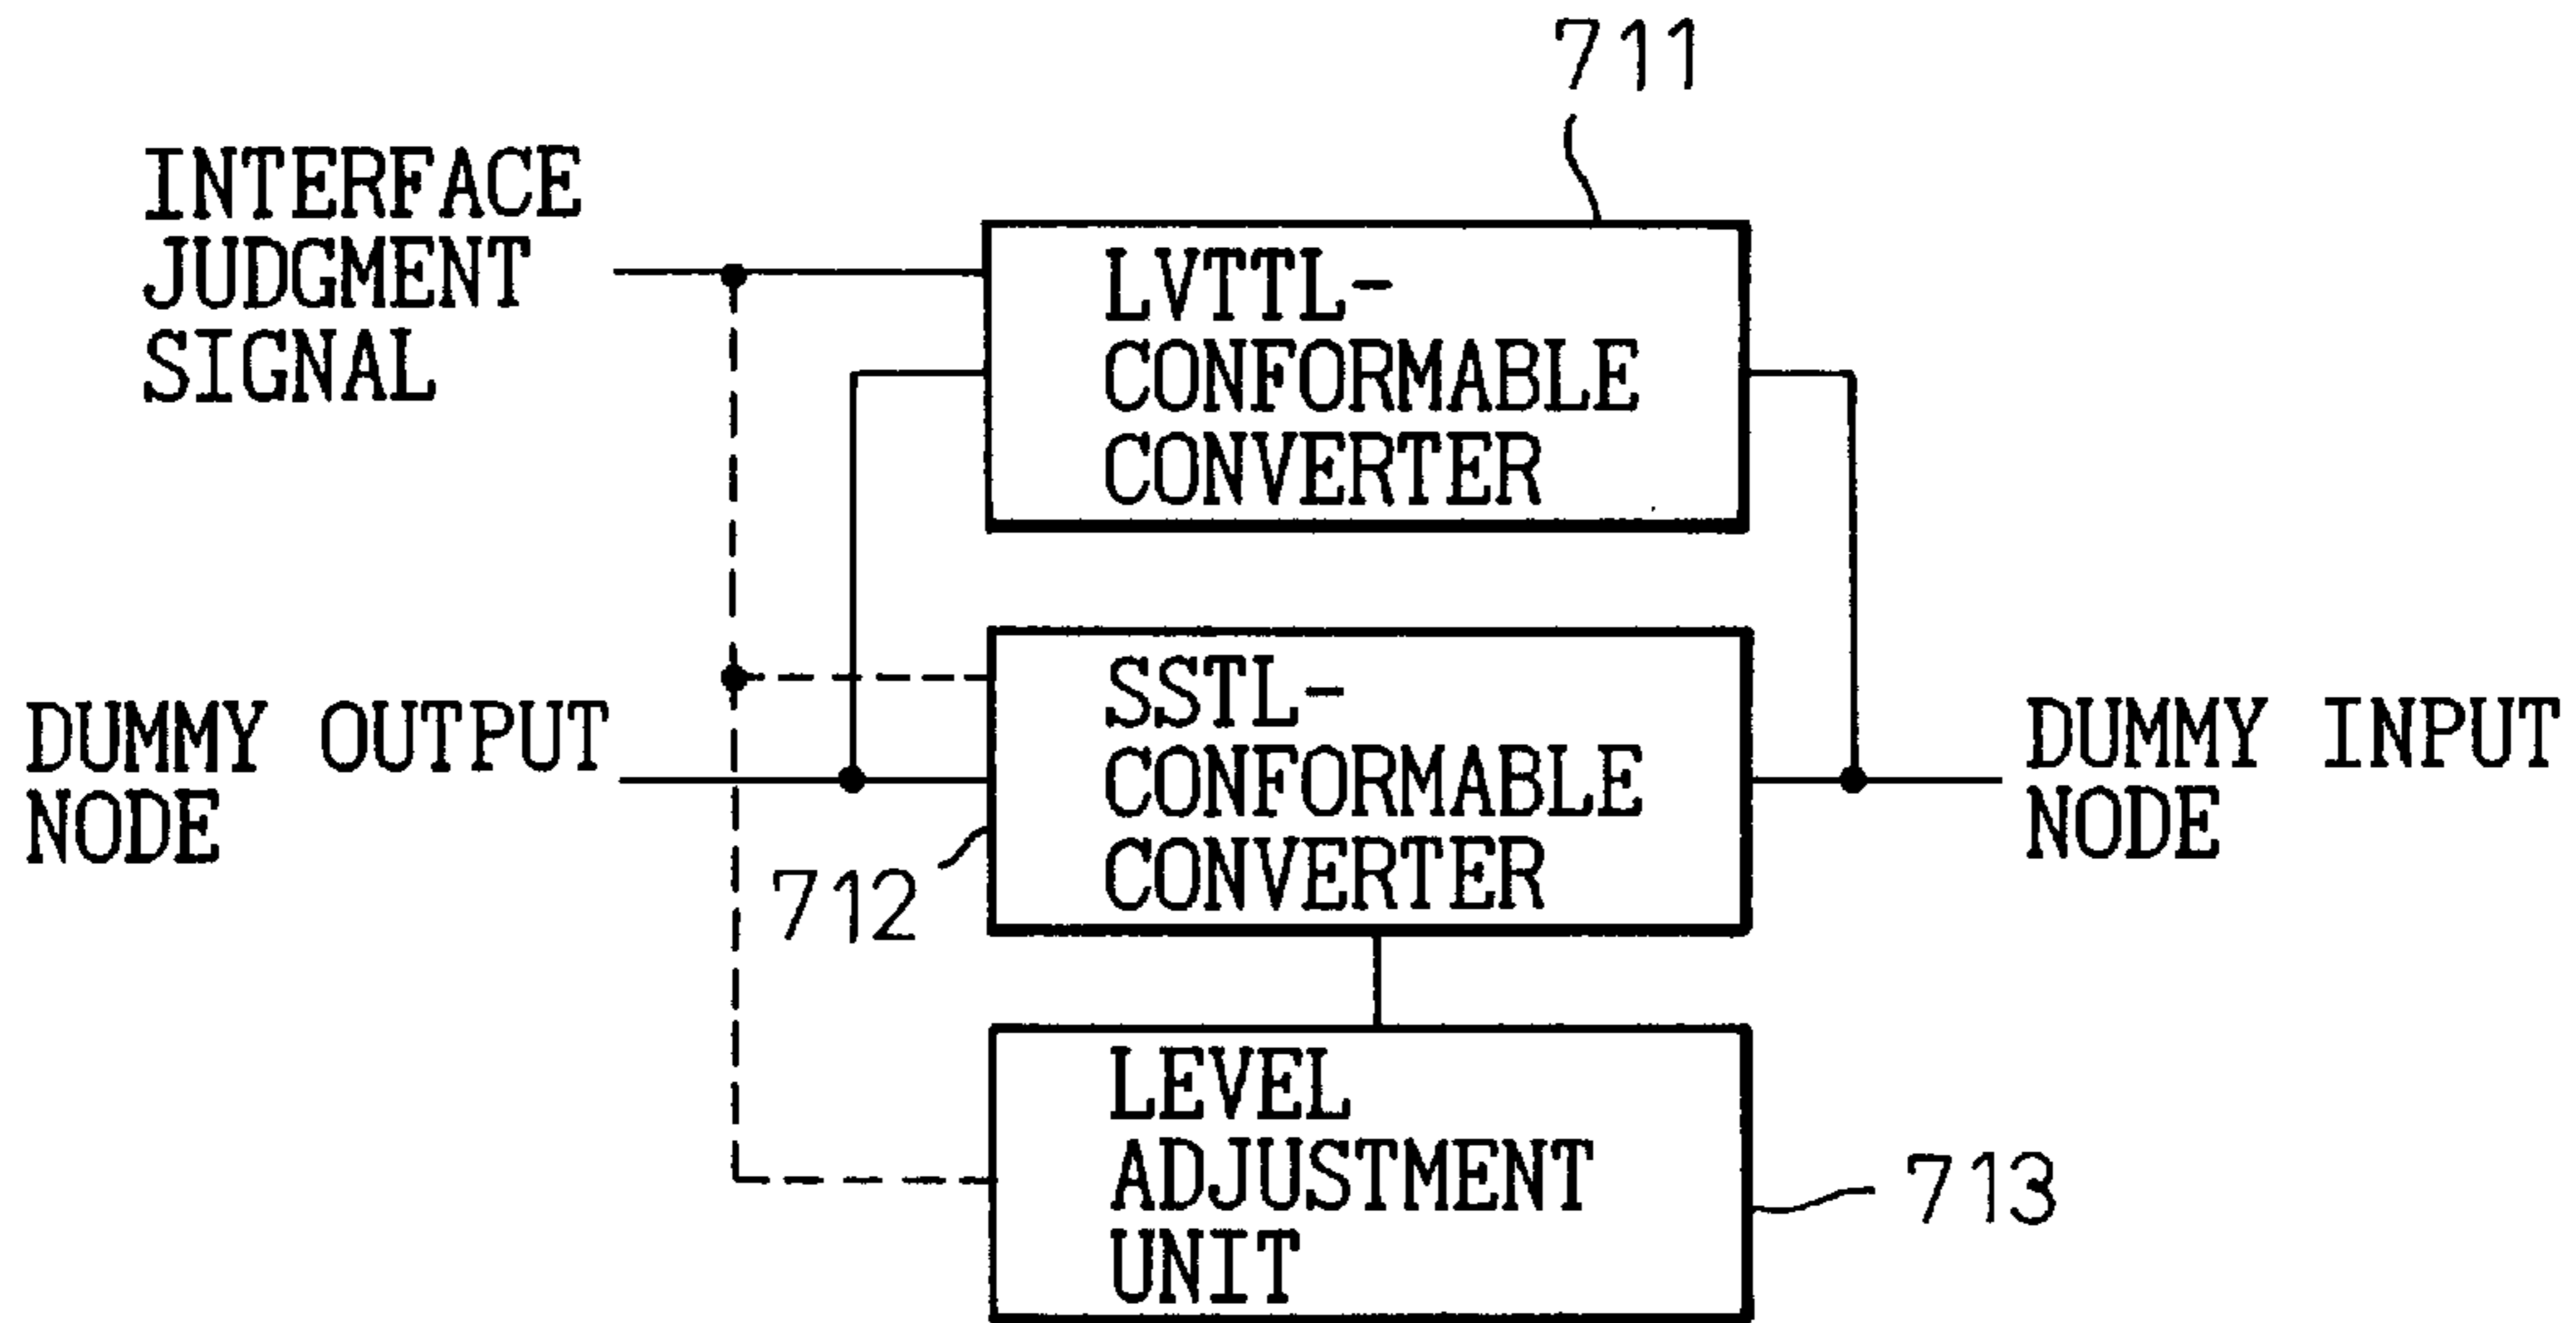 711
INTERFACE
JUDGMENT
SIGNAL
LVTTL-
CONFORMABLE
CONVERTER
DUMMY OUTPUT
NODE
712
SSTL-
CONFORMABLE
CONVERTER
DUMMY INPUT
NODE
LEVEL
ADJUSTMENT
UNIT
713